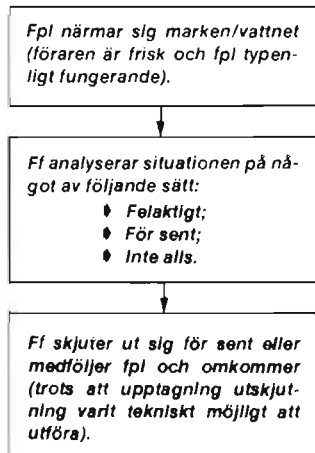 Fpl närmar sig marken/vattnet
(föraren är frisk och fpl typen-
ligt fungerande).
Ff analyserar situationen på nå-
got av följande sätt:
♦ Felaktigt;
♦ För sent;
♦ Inte alls.
Ff skjuter ut sig för sent eller
medföljer fpl och omkommer
(trots att upptagning utskjut-
ning varit tekniskt möjligt att
utföra).